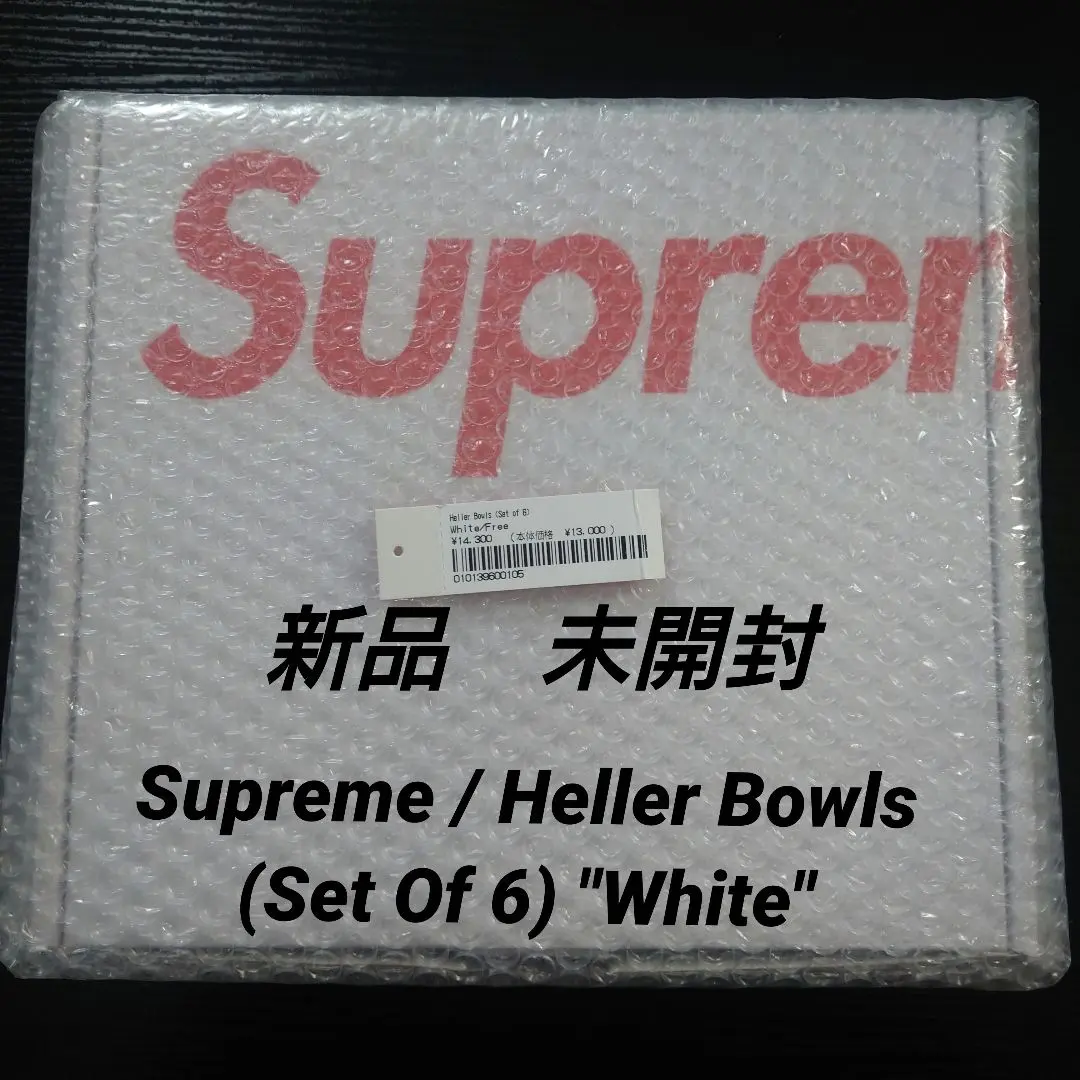 Suprem
Heller Bowls (Set of 6)
White/Free
¥14.300 (本体価格 ¥13.000 )
010139600105
新品 未開封
Supreme / Heller Bowls
(Set Of 6) "White"